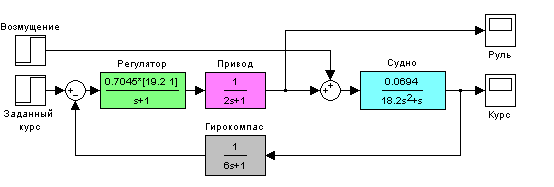 Возмущение
Регулятор
Привод
Судно
Руль
0.7045*[19.2 1]
s+1
1
2s+1
0.0694
18.2s²+s
Заданный
курс
Курс
Гирокомпас
1
6s+1